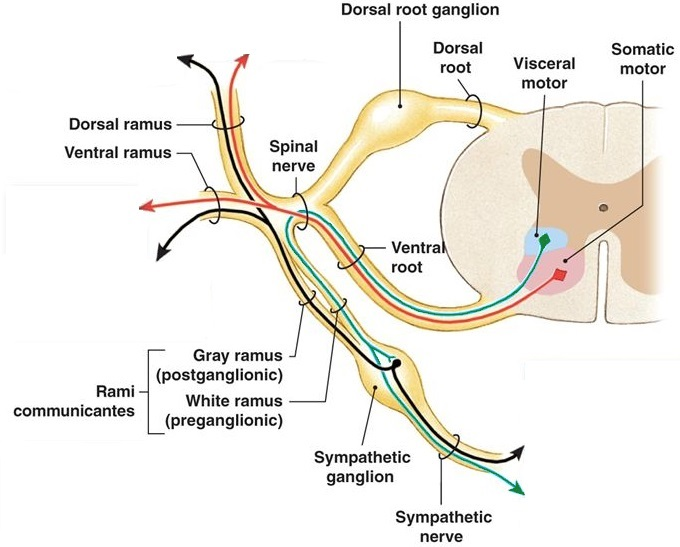 Dorsal root ganglion
Dorsal
root
Visceral
motor
Somatic
motor
Dorsal ramus
Ventral ramus
Spinal
nerve
Ventral
root
Gray ramus
(postganglionic)
Rami
communicantes
White ramus
(preganglionic)
Sympathetic
ganglion
Sympathetic
nerve